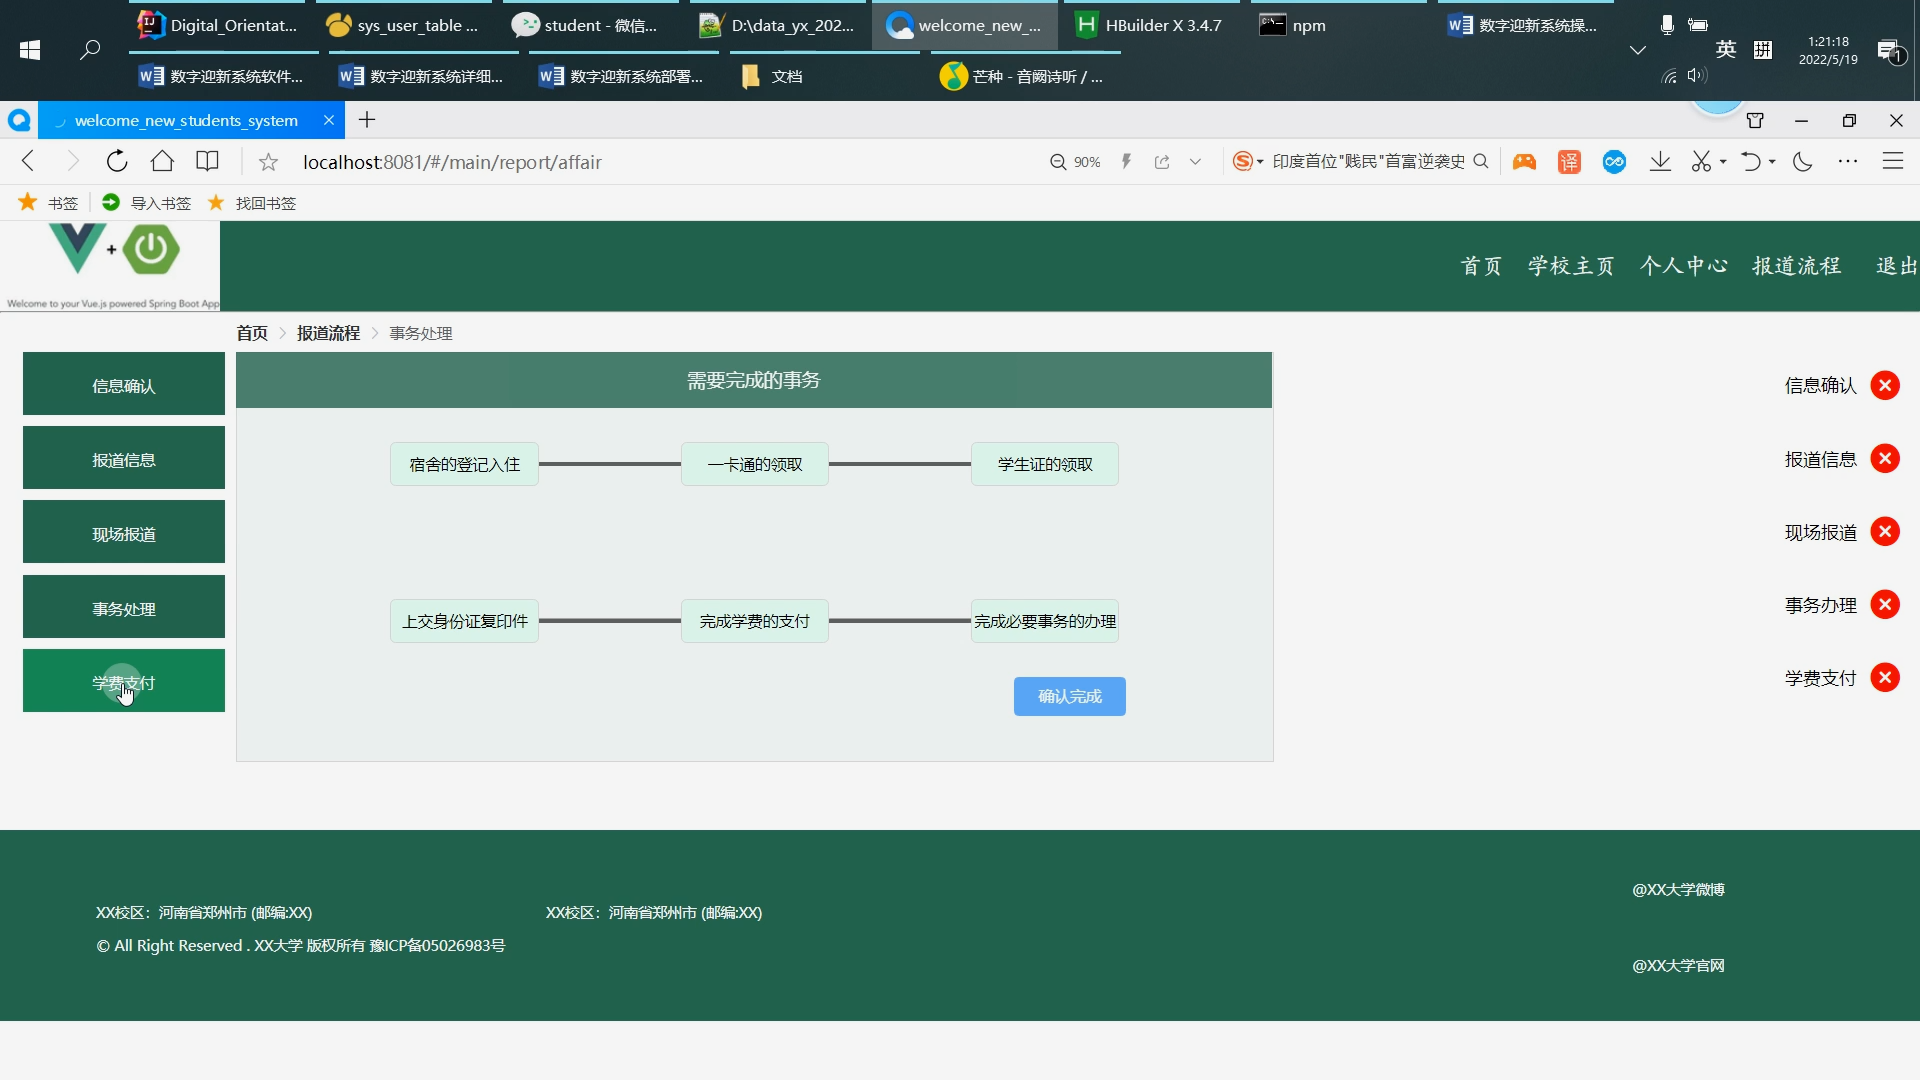 Digital_Orientat...
sys_user_table ...
student - 微信...
D:\data_yx_202...
welcome_new_...
HBuilder X 3.4.7
npm
数字迎新系统操...
数字迎新系统软件...
数字迎新系统详细...
数字迎新系统部署...
文档
芒种 - 音阙诗听 / ...
英
拼
1:21:18
2022/5/19
1
welcome_new_students_system
localhost:8081/#/main/report/affair
90%
印度首位"贱民"首富逆袭史
译
书签
导入书签
找回书签
Welcome to your Vue.js powered Spring Boot App
首页 学校主页 个人中心 报道流程 退出
首页 > 报道流程 > 事务处理
信息确认
报道信息
现场报道
事务处理
学费支付
需要完成的事务
宿舍的登记入住
一卡通的领取
学生证的领取
上交身份证复印件
完成学费的支付
完成必要事务的办理
确认完成
信息确认
报道信息
现场报道
事务办理
学费支付
XX校区：河南省郑州市 (邮编:XX)
XX校区：河南省郑州市 (邮编:XX)
© All Right Reserved . XX大学 版权所有 豫ICP备05026983号
@XX大学微博
@XX大学官网